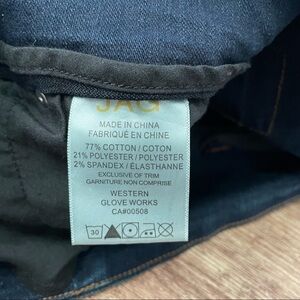 JAG
MADE IN CHINA
FABRIQUÉ EN CHINE
77% COTTON / COTON
21% POLYESTER / POLYESTER
2% SPANDEX / ÉLASTHANNE
EXCLUSIVE OF TRIM
GARNITURE NON COMPRISE
WESTERN
GLOVE WORKS
CA#00508
30